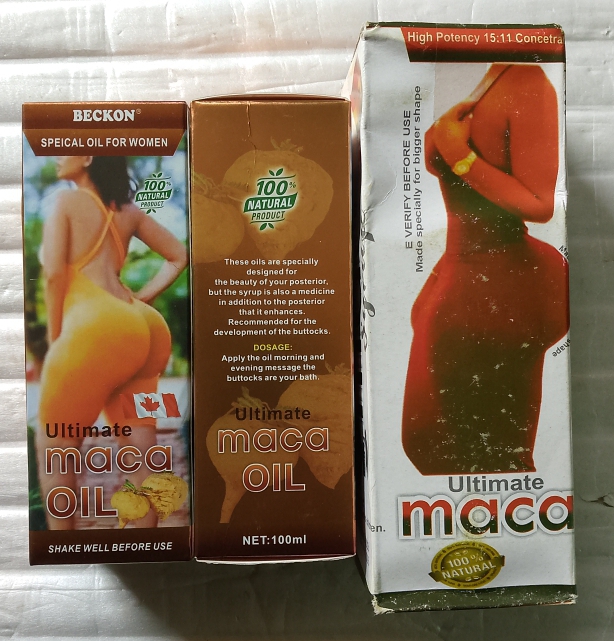 BECKON®
SPEICAL OIL FOR WOMEN
100%
NATURAL
PRODUCT
Ultimate
maca
OIL
SHAKE WELL BEFORE USE
100%
NATURAL
PRODUCT
These oils are specially
designed for
the beauty of your posterior,
but the syrup is also a medicine
in addition to the posterior
that it enhances.
Recommended for the
development of the buttocks.
DOSAGE:
Apply the oil morning and
evening message the
buttocks are your bath.
Ultimate
maca
OIL
NET:100ml
High Potency 15:11 Concetra
E VERIFY BEFORE USE
Made specially for bigger shape
Ma
shape
Ultimate
maca
en.
100%
NATURAL